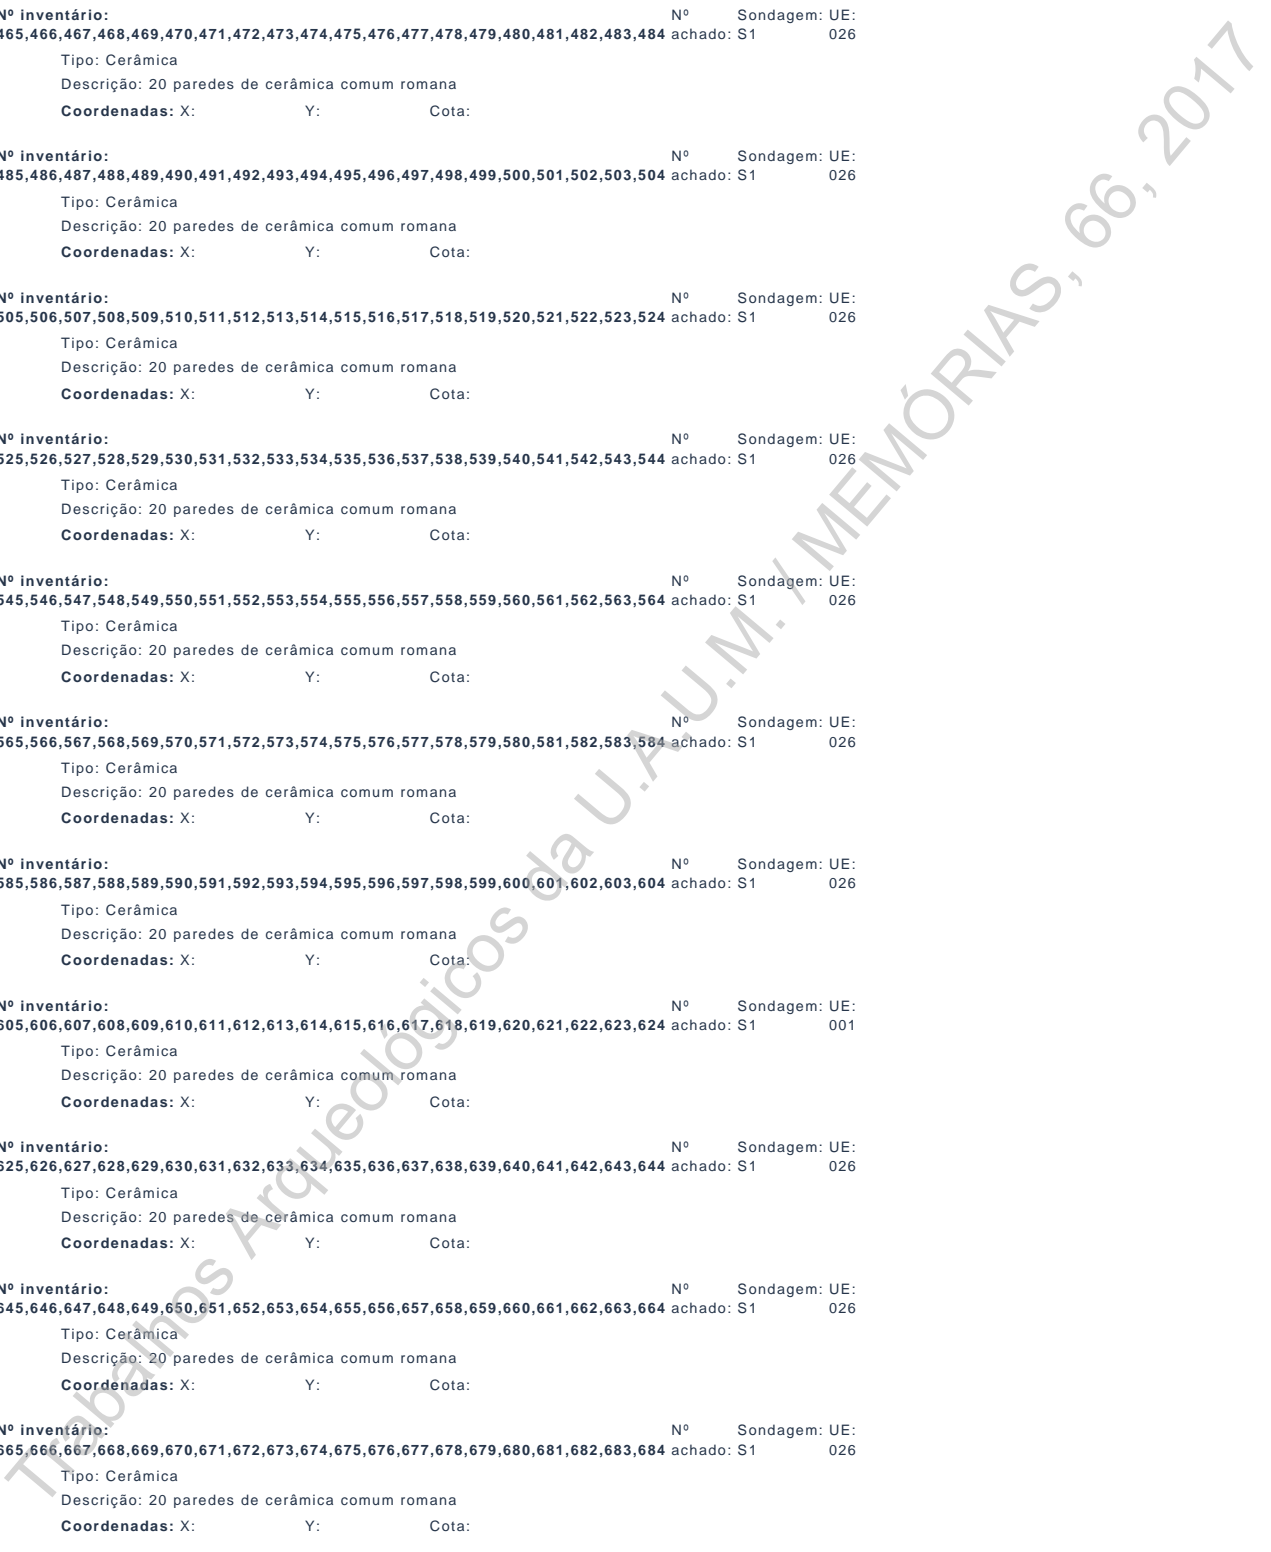 Nº inventário: Nº Sondagem: UE:
465,466,467,468,469,470,471,472,473,474,475,476,477,478,479,480,481,482,483,484 achado: S1 026
Tipo: Cerâmica
Descrição: 20 paredes de cerâmica comum romana
Coordenadas: X: Y: Cota:
Nº inventário: Nº Sondagem: UE:
485,486,487,488,489,490,491,492,493,494,495,496,497,498,499,500,501,502,503,504 achado: S1 026
Tipo: Cerâmica
Descrição: 20 paredes de cerâmica comum romana
Coordenadas: X: Y: Cota:
Nº inventário: Nº Sondagem: UE:
505,506,507,508,509,510,511,512,513,514,515,516,517,518,519,520,521,522,523,524 achado: S1 026
Tipo: Cerâmica
Descrição: 20 paredes de cerâmica comum romana
Coordenadas: X: Y: Cota:
Nº inventário: Nº Sondagem: UE:
525,526,527,528,529,530,531,532,533,534,535,536,537,538,539,540,541,542,543,544 achado: S1 026
Tipo: Cerâmica
Descrição: 20 paredes de cerâmica comum romana
Coordenadas: X: Y: Cota:
Nº inventário: Nº Sondagem: UE:
545,546,547,548,549,550,551,552,553,554,555,556,557,558,559,560,561,562,563,564 achado: S1 026
Tipo: Cerâmica
Descrição: 20 paredes de cerâmica comum romana
Coordenadas: X: Y: Cota:
Nº inventário: Nº Sondagem: UE:
565,566,567,568,569,570,571,572,573,574,575,576,577,578,579,580,581,582,583,584 achado: S1 026
Tipo: Cerâmica
Descrição: 20 paredes de cerâmica comum romana
Coordenadas: X: Y: Cota:
Nº inventário: Nº Sondagem: UE:
585,586,587,588,589,590,591,592,593,594,595,596,597,598,599,600,601,602,603,604 achado: S1 026
Tipo: Cerâmica
Descrição: 20 paredes de cerâmica comum romana
Coordenadas: X: Y: Cota:
Nº inventário: Nº Sondagem: UE:
605,606,607,608,609,610,611,612,613,614,615,616,617,618,619,620,621,622,623,624 achado: S1 001
Tipo: Cerâmica
Descrição: 20 paredes de cerâmica comum romana
Coordenadas: X: Y: Cota:
Nº inventário: Nº Sondagem: UE:
625,626,627,628,629,630,631,632,633,634,635,636,637,638,639,640,641,642,643,644 achado: S1 026
Tipo: Cerâmica
Descrição: 20 paredes de cerâmica comum romana
Coordenadas: X: Y: Cota:
Nº inventário: Nº Sondagem: UE:
645,646,647,648,649,650,651,652,653,654,655,656,657,658,659,660,661,662,663,664 achado: S1 026
Tipo: Cerâmica
Descrição: 20 paredes de cerâmica comum romana
Coordenadas: X: Y: Cota:
Nº inventário: Nº Sondagem: UE:
665,666,667,668,669,670,671,672,673,674,675,676,677,678,679,680,681,682,683,684 achado: S1 026
Tipo: Cerâmica
Descrição: 20 paredes de cerâmica comum romana
Coordenadas: X: Y: Cota:
Trabalhos Arqueológicos da U.A.U.M. / MEMÓRIAS, 66, 2017